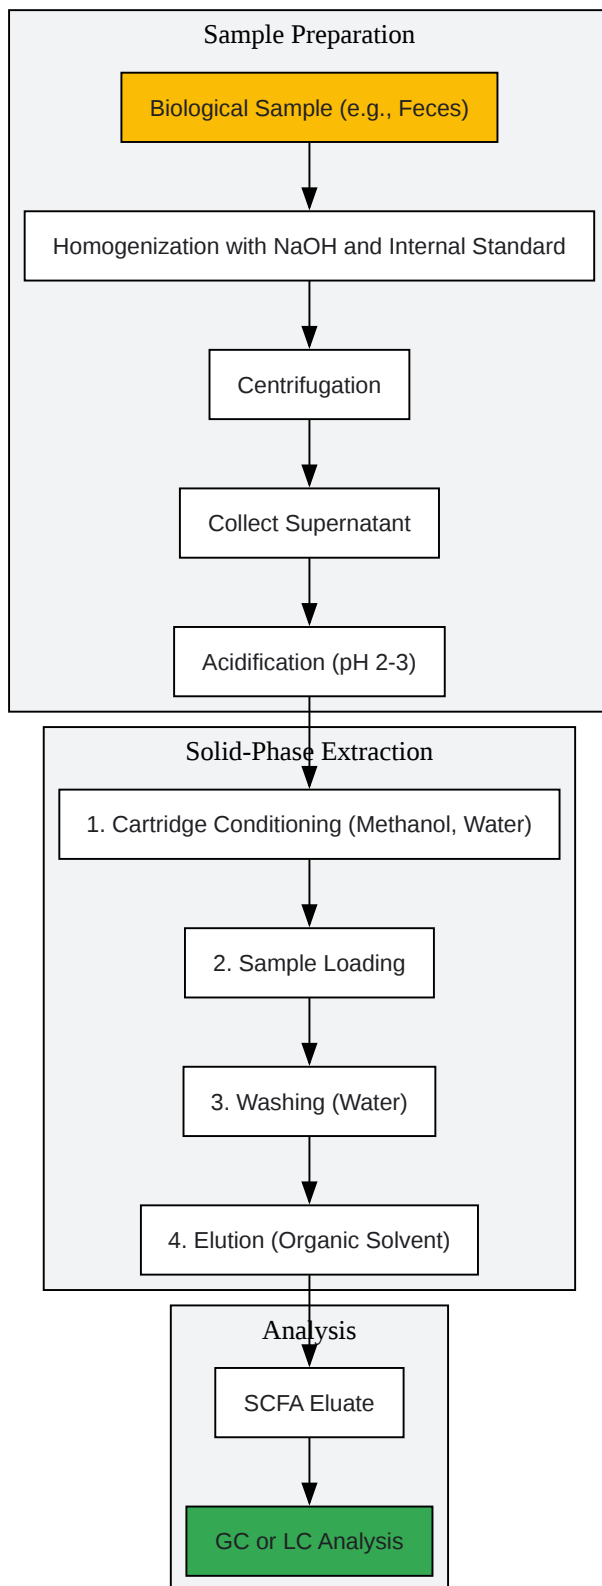 Sample Preparation
Biological Sample (e.g., Feces)
Homogenization with NaOH and Internal Standard
Centrifugation
Collect Supernatant
Acidification (pH 2-3)
Solid-Phase Extraction
1. Cartridge Conditioning (Methanol, Water)
2. Sample Loading
3. Washing (Water)
4. Elution (Organic Solvent)
Analysis
SCFA Eluate
GC or LC Analysis